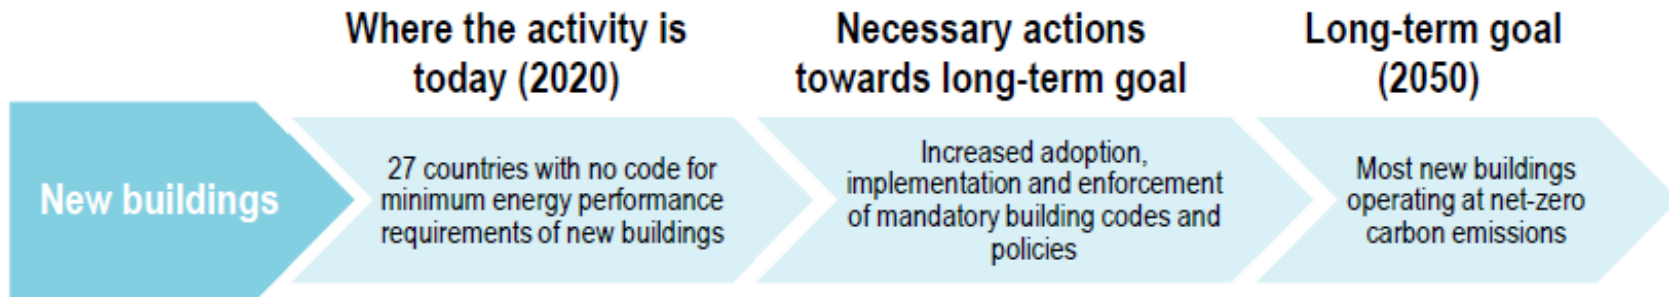 Where the activity is
today (2020)
Necessary actions
towards long-term goal
Long-term goal
(2050)
New buildings
27 countries with no code for
minimum energy performance
requirements of new buildings
Increased adoption,
implementation and enforcement
of mandatory building codes and
policies
Most new buildings
operating at net-zero
carbon emissions